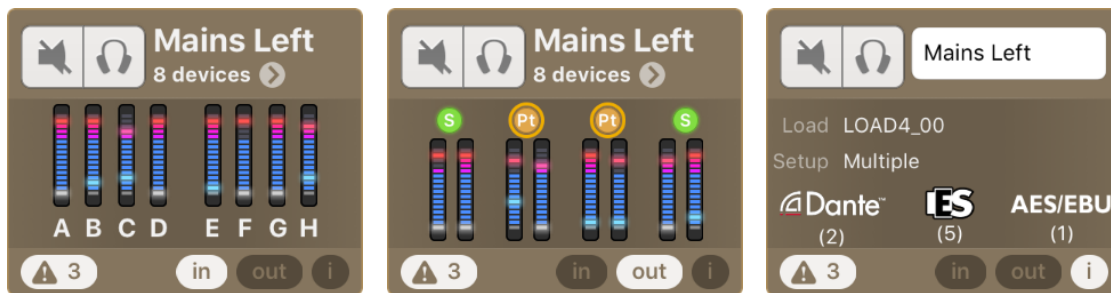 Mains Left
8 devices
A B C D E F G H
3 in out i
Mains Left
8 devices
S Pt Pt S
3 in out i
Mains Left
Load LOAD4_00
Setup Multiple
Dante™ ES AES/EBU
(2) (5) (1)
3 in out i